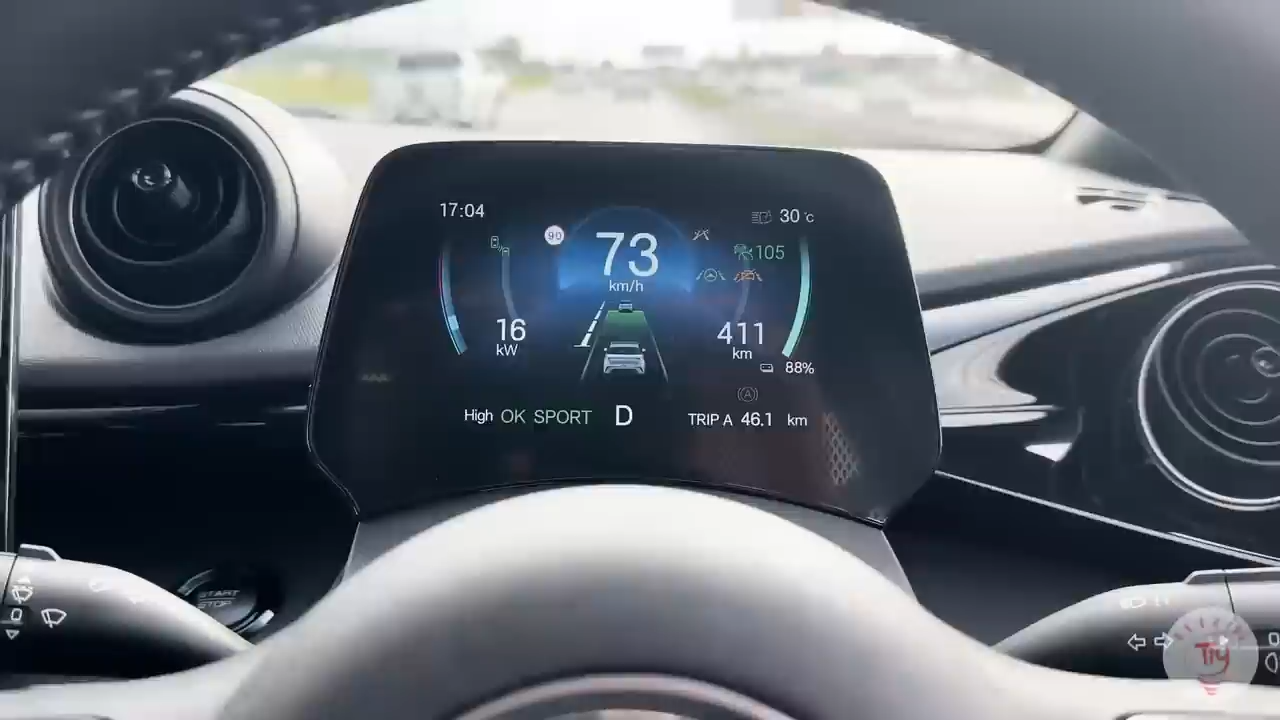 17:04
30 °C
90
73
km/h
105
16
kW
411
km
88%
High OK SPORT D
TRIP A 46.1 km
START
STOP
Tiy